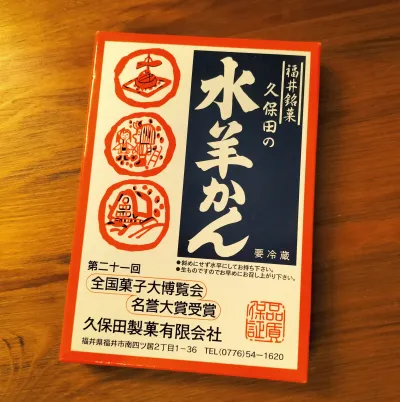 福井銘菓
久保田の
水羊かん
要冷蔵
●斜めにせず水平にしてお持ち下さい。
●生ものですのでお早めにお召し上がり下さい。
第二十一回
全国菓子大博覧会
名誉大賞受賞
久保田製菓有限会社
福井県福井市南四ツ居2丁目1-36 TEL(0776)54-1620
品質
保証